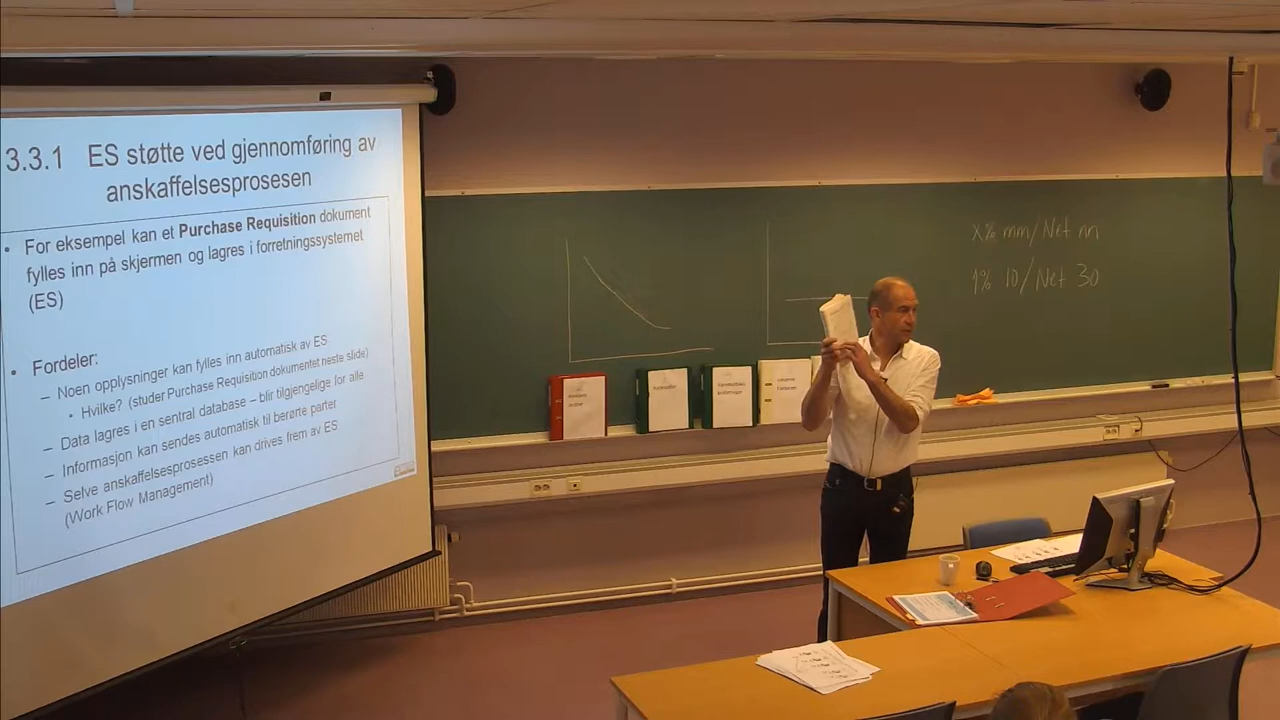 3.3.1 ES støtte ved gjennomføring av
anskaffelsesprosesen
• For eksempel kan et Purchase Requisition dokument
fylles inn på skjermen og lagres i forretningssystemet
(ES)
• Fordeler:
– Noen opplysninger kan fylles inn automatisk av ES
• Hvilke? (studer Purchase Requisition dokumentet neste slide)
– Data lagres i en sentral database – blir tilgjengelige for alle
– Informasjon kan sendes automatisk til berørte parter
– Selve anskaffelsesprosessen kan drives frem av ES
(Work Flow Management)
x% mm/Net nn
1% 10/Net 30